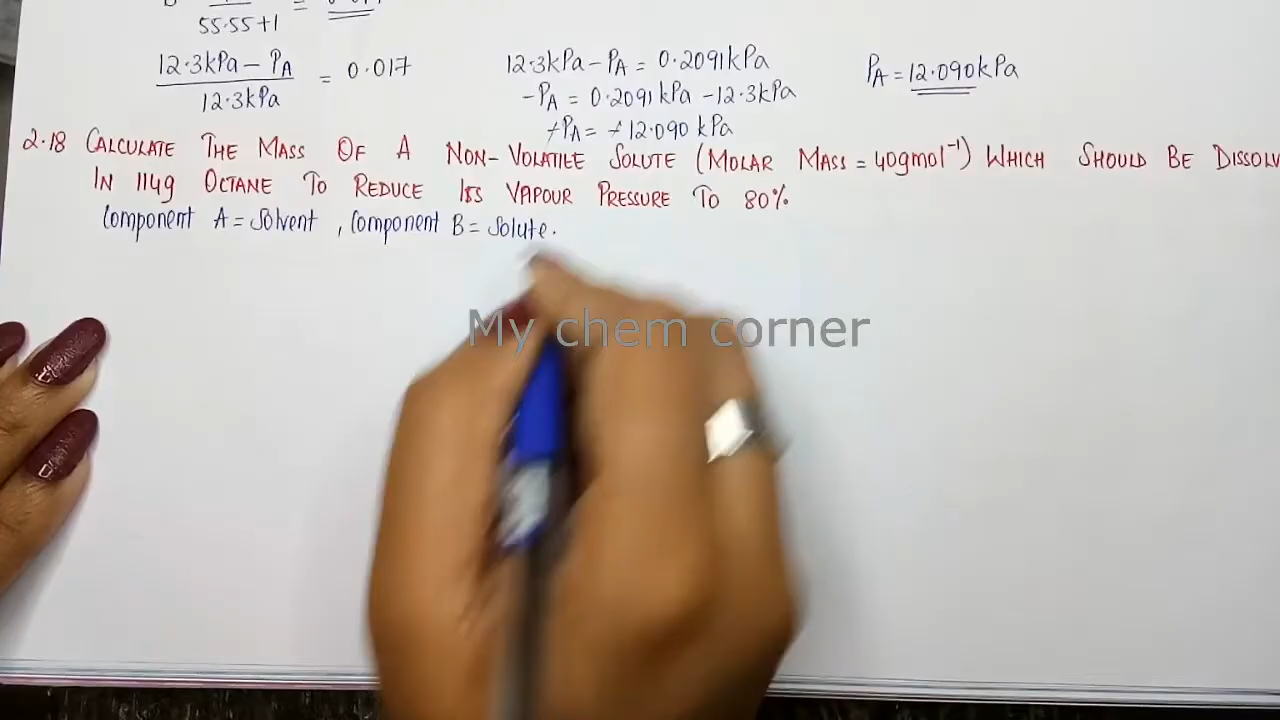 55.55+1 = 
12.3kPa - PA / 12.3kPa = 0.017
12.3kPa - PA = 0.2091kPa
-PA = 0.2091kPa - 12.3kPa
-PA = -12.090 kPa
PA = 12.090kPa
2.18 CALCULATE THE MASS OF A NON-VOLATILE SOLUTE (MOLAR MASS = 40gmol⁻¹) WHICH SHOULD BE DISSOLV
IN 114g OCTANE TO REDUCE ITS VAPOUR PRESSURE TO 80%
Component A = Solvent , Component B = Solute.
My chem corner